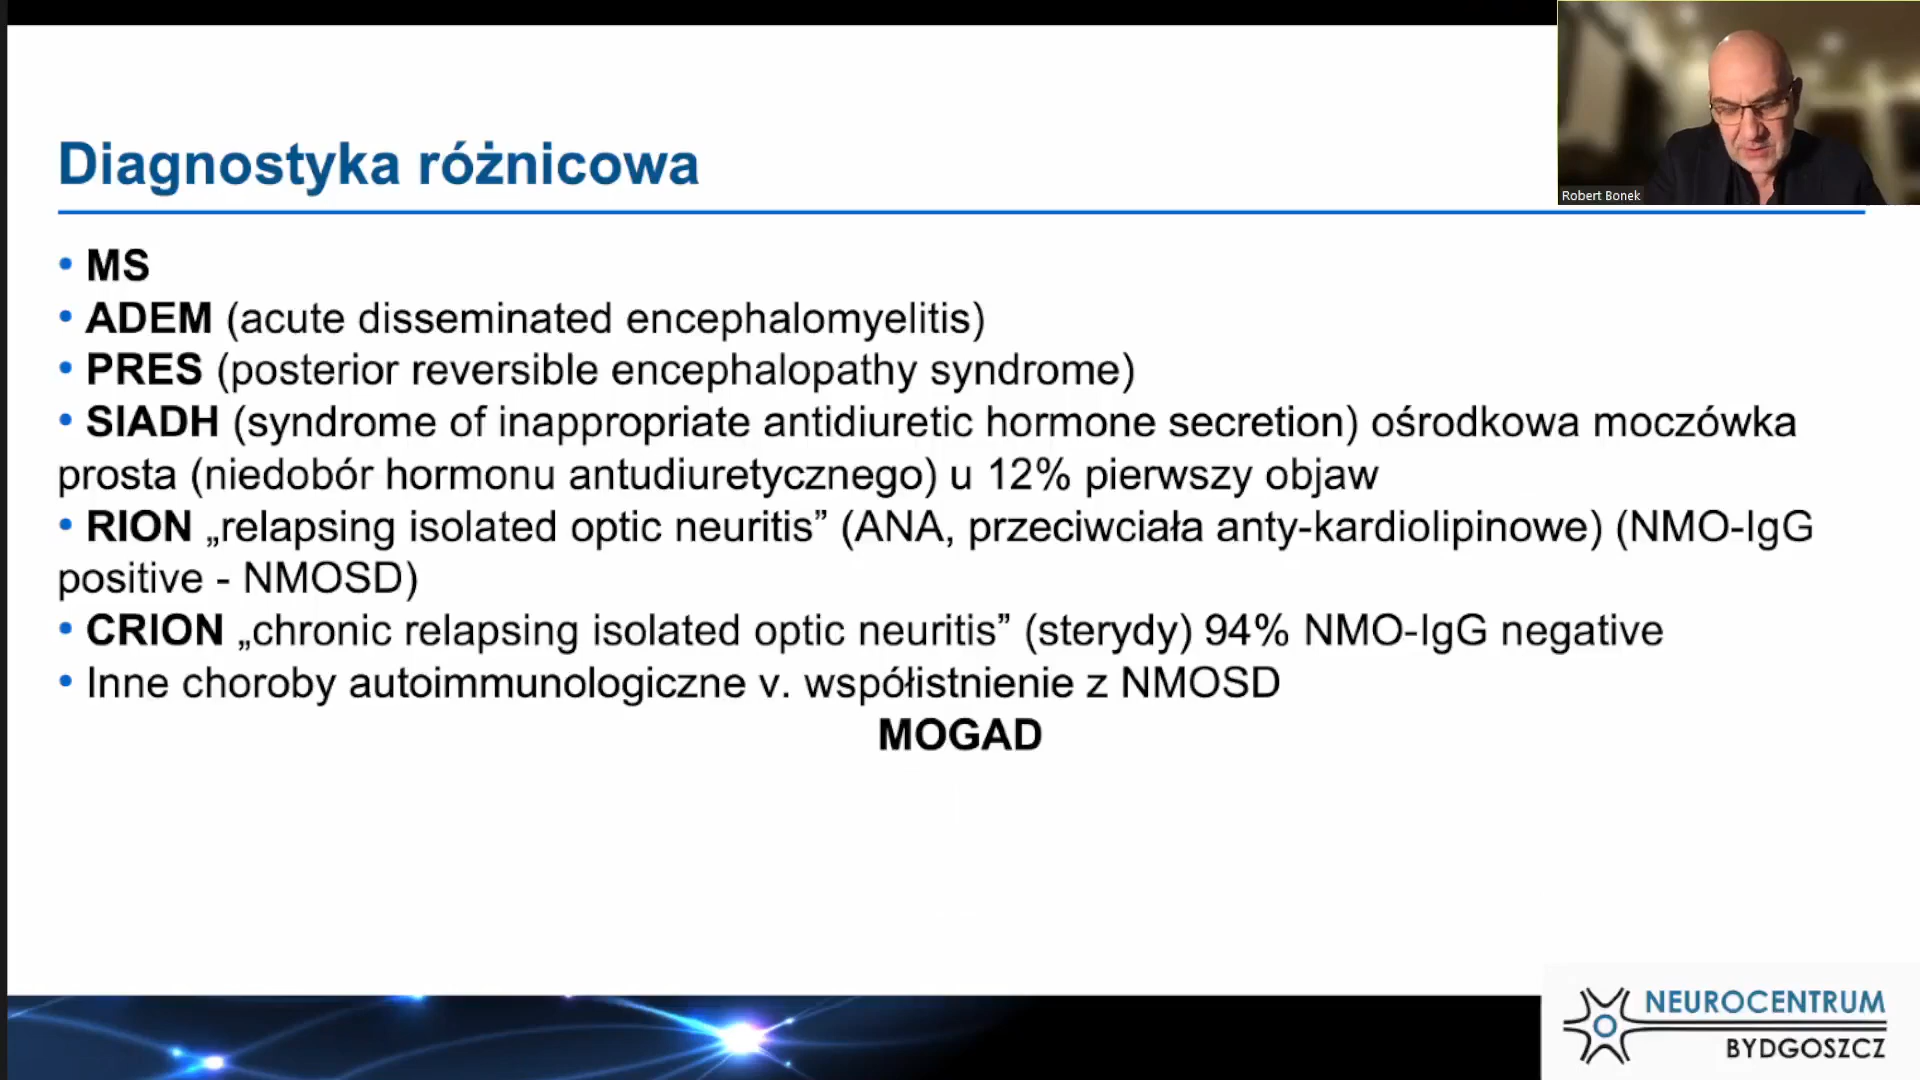 Robert Bonek
Diagnostyka różnicowa
• MS
• ADEM (acute disseminated encephalomyelitis)
• PRES (posterior reversible encephalopathy syndrome)
• SIADH (syndrome of inappropriate antidiuretic hormone secretion) ośrodkowa moczówka
prosta (niedobór hormonu antudiuretycznego) u 12% pierwszy objaw
• RION „relapsing isolated optic neuritis” (ANA, przeciwciała anty-kardiolipinowe) (NMO-IgG
positive - NMOSD)
• CRION „chronic relapsing isolated optic neuritis” (sterydy) 94% NMO-IgG negative
• Inne choroby autoimmunologiczne v. współistnienie z NMOSD
MOGAD
NEUROCENTRUM
BYDGOSZCZ